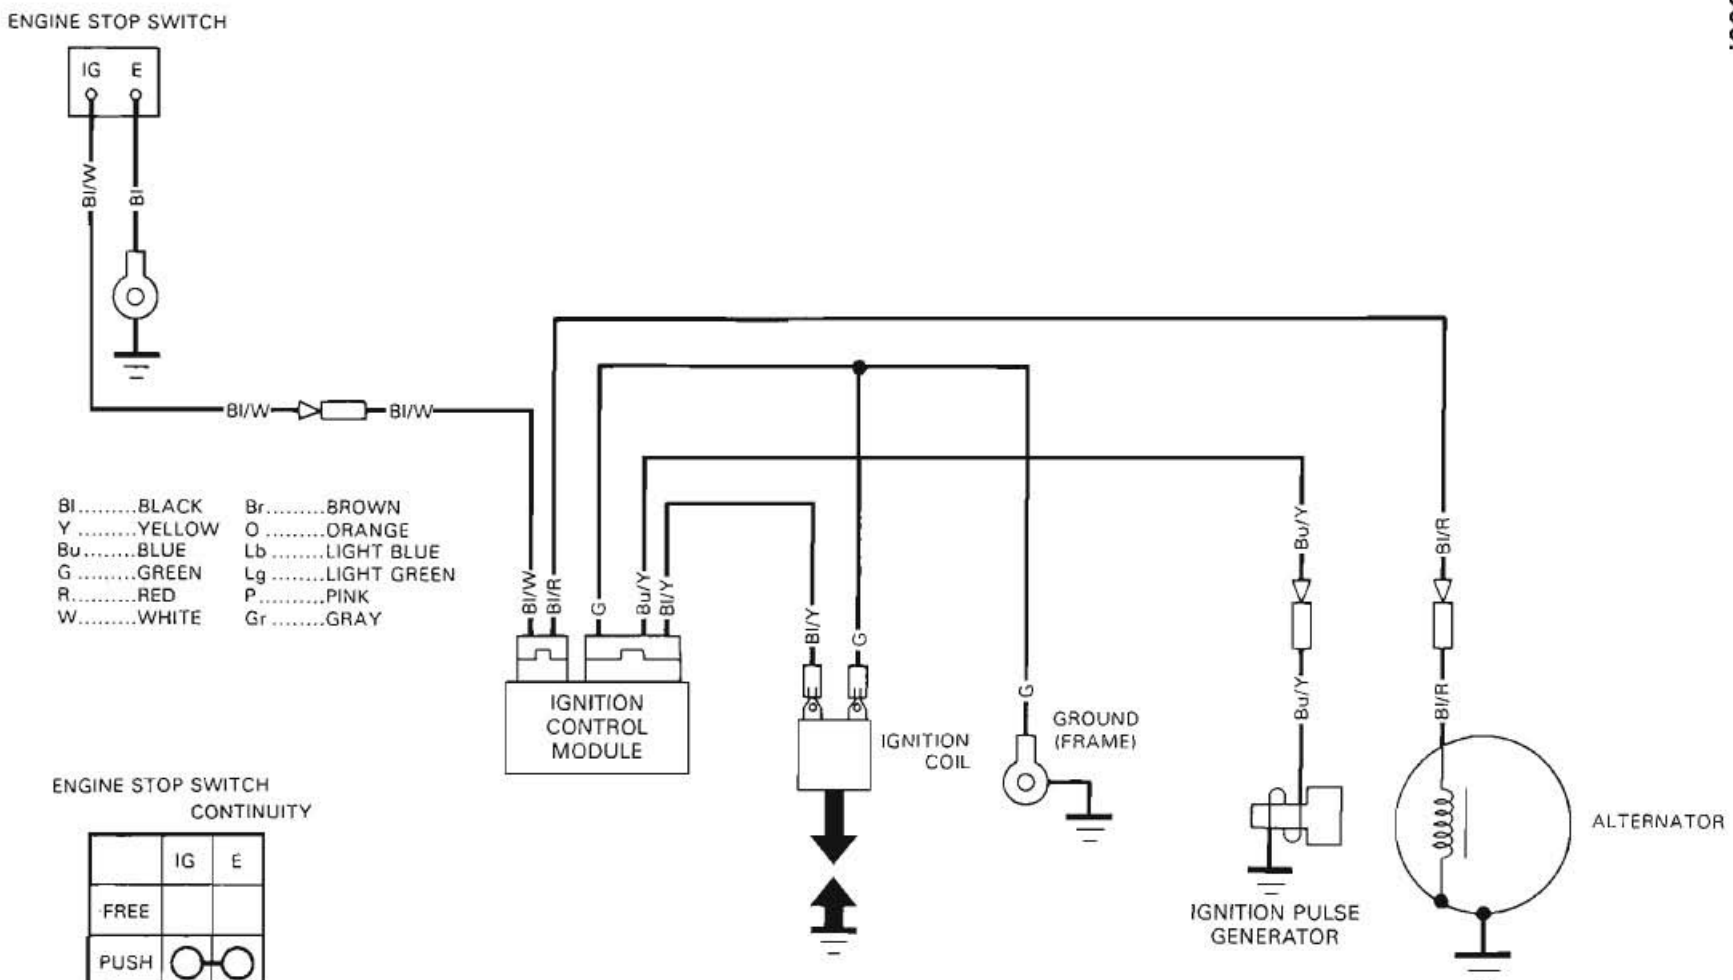 ENGINE STOP SWITCH
IG E
Bl/W
Bl
Bl/W
Bl/W
Bl.........BLACK
Y .........YELLOW
Bu........BLUE
G .........GREEN
R..........RED
W.........WHITE
Br.........BROWN
O .........ORANGE
Lb ........LIGHT BLUE
Lg ........LIGHT GREEN
P...........PINK
Gr ........GRAY
Bl/W
Bl/R
G
Bu/Y
Bl/Y
IGNITION
CONTROL
MODULE
Bl/Y
G
IGNITION
COIL
G
GROUND
(FRAME)
Bu/Y
Bu/Y
IGNITION PULSE
GENERATOR
Bl/R
Bl/R
ALTERNATOR
ENGINE STOP SWITCH
CONTINUITY
IG E
FREE
PUSH